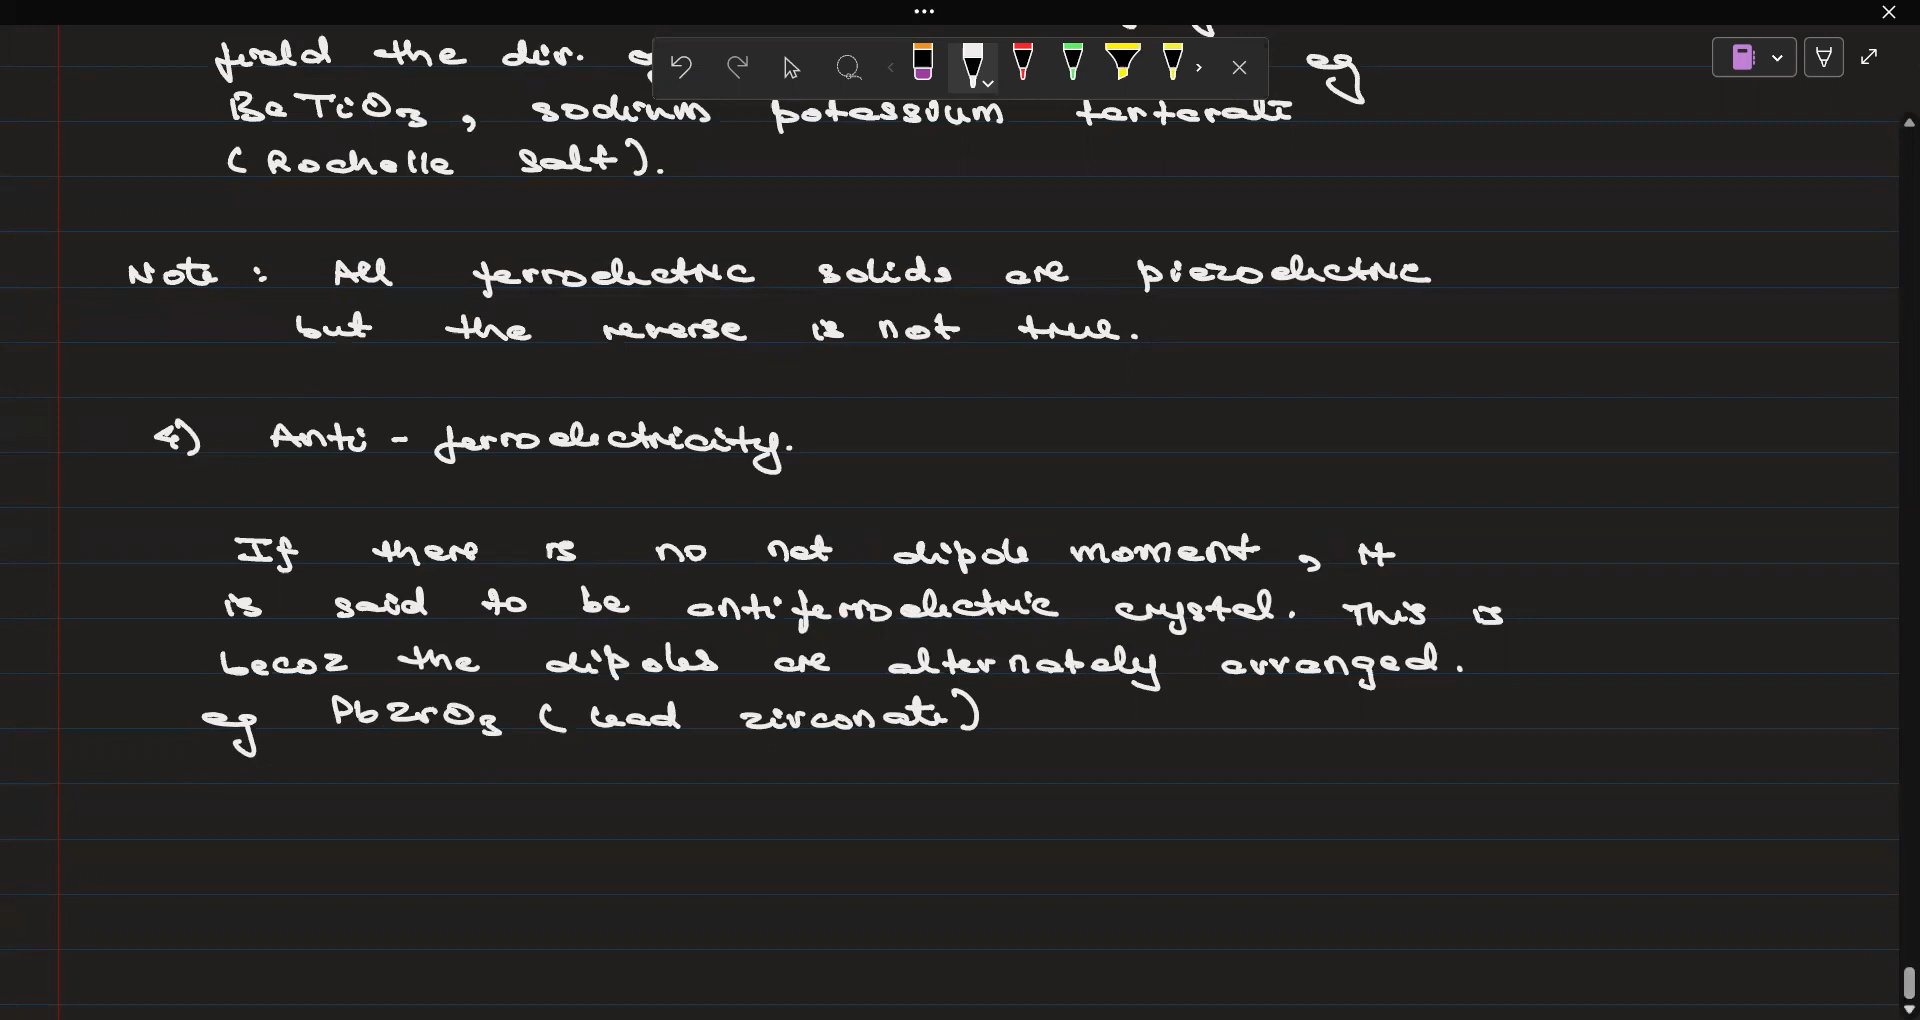 field the dir. eg
BaTiO3, sodium potassium tartarate
(Rochelle salt).
Note : All ferroelectric solids are piezoelectric
but the reverse is not true.
4) Anti - ferroelectricity.
If there is no net dipole moment, it
is said to be antiferroelectric crystal. This is
becoz the dipoles are alternately arranged.
eg PbZrO3 (lead zirconate)